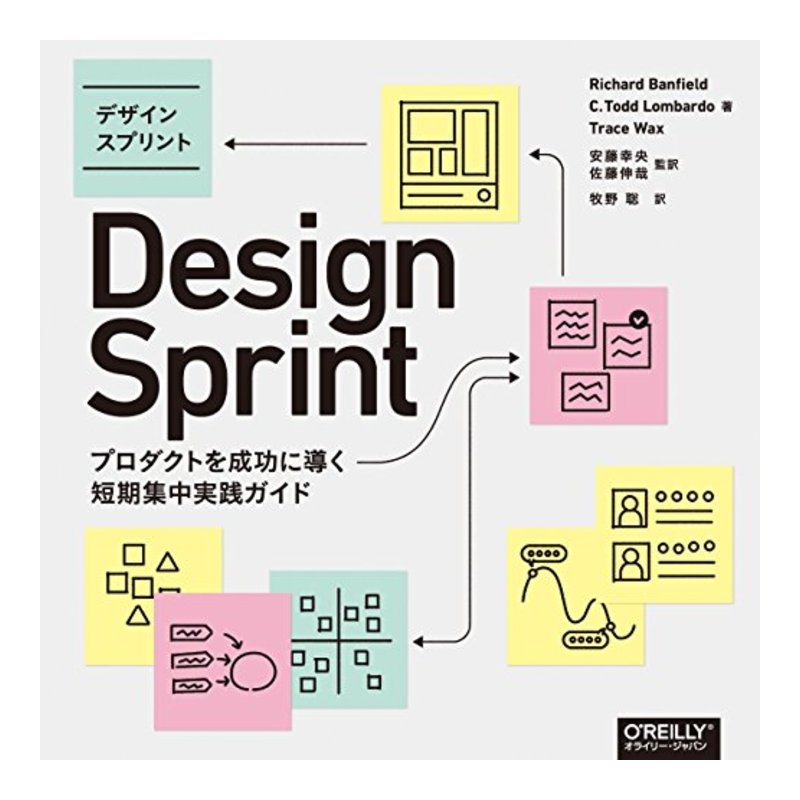 デザイン
スプリント
Richard Banfield
C. Todd Lombardo 著
Trace Wax
安藤幸央
佐藤伸哉 監訳
牧野 聡 訳
Design
Sprint
プロダクトを成功に導く
短期集中実践ガイド
O'REILLY®
オライリー・ジャパン